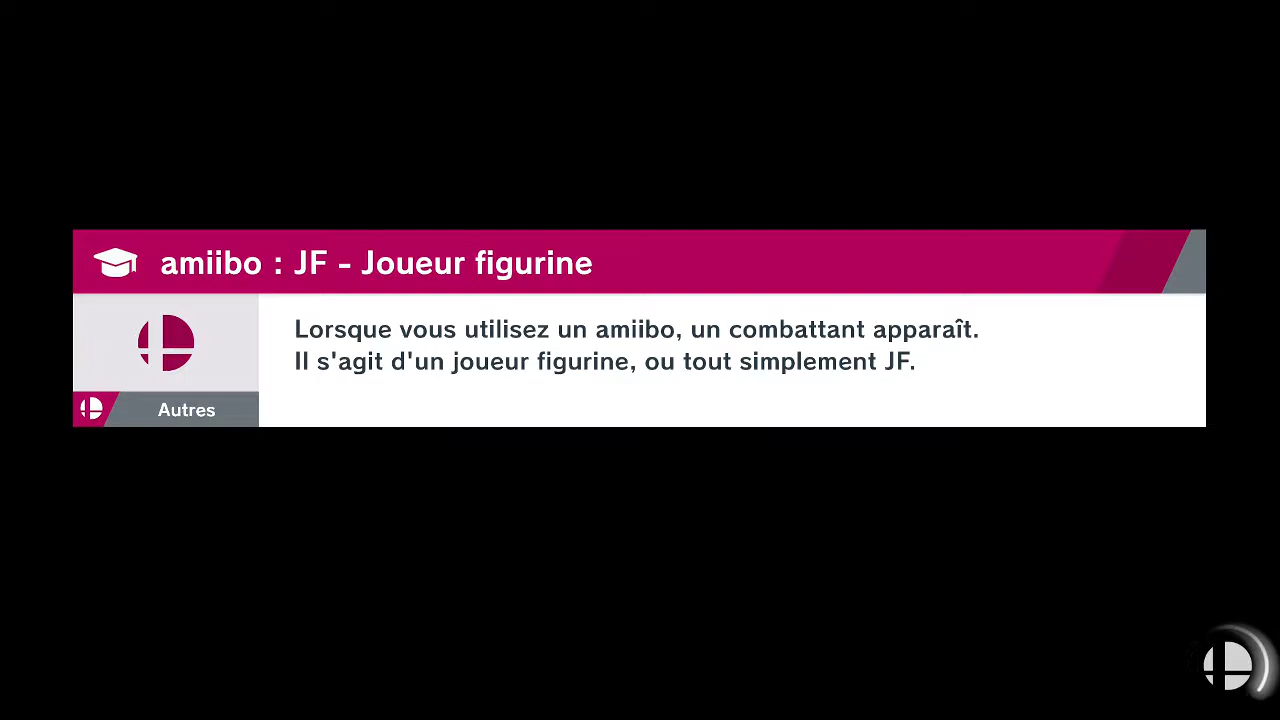 amiibo : JF - Joueur figurine
Lorsque vous utilisez un amiibo, un combattant apparaît.
Il s'agit d'un joueur figurine, ou tout simplement JF.
Autres